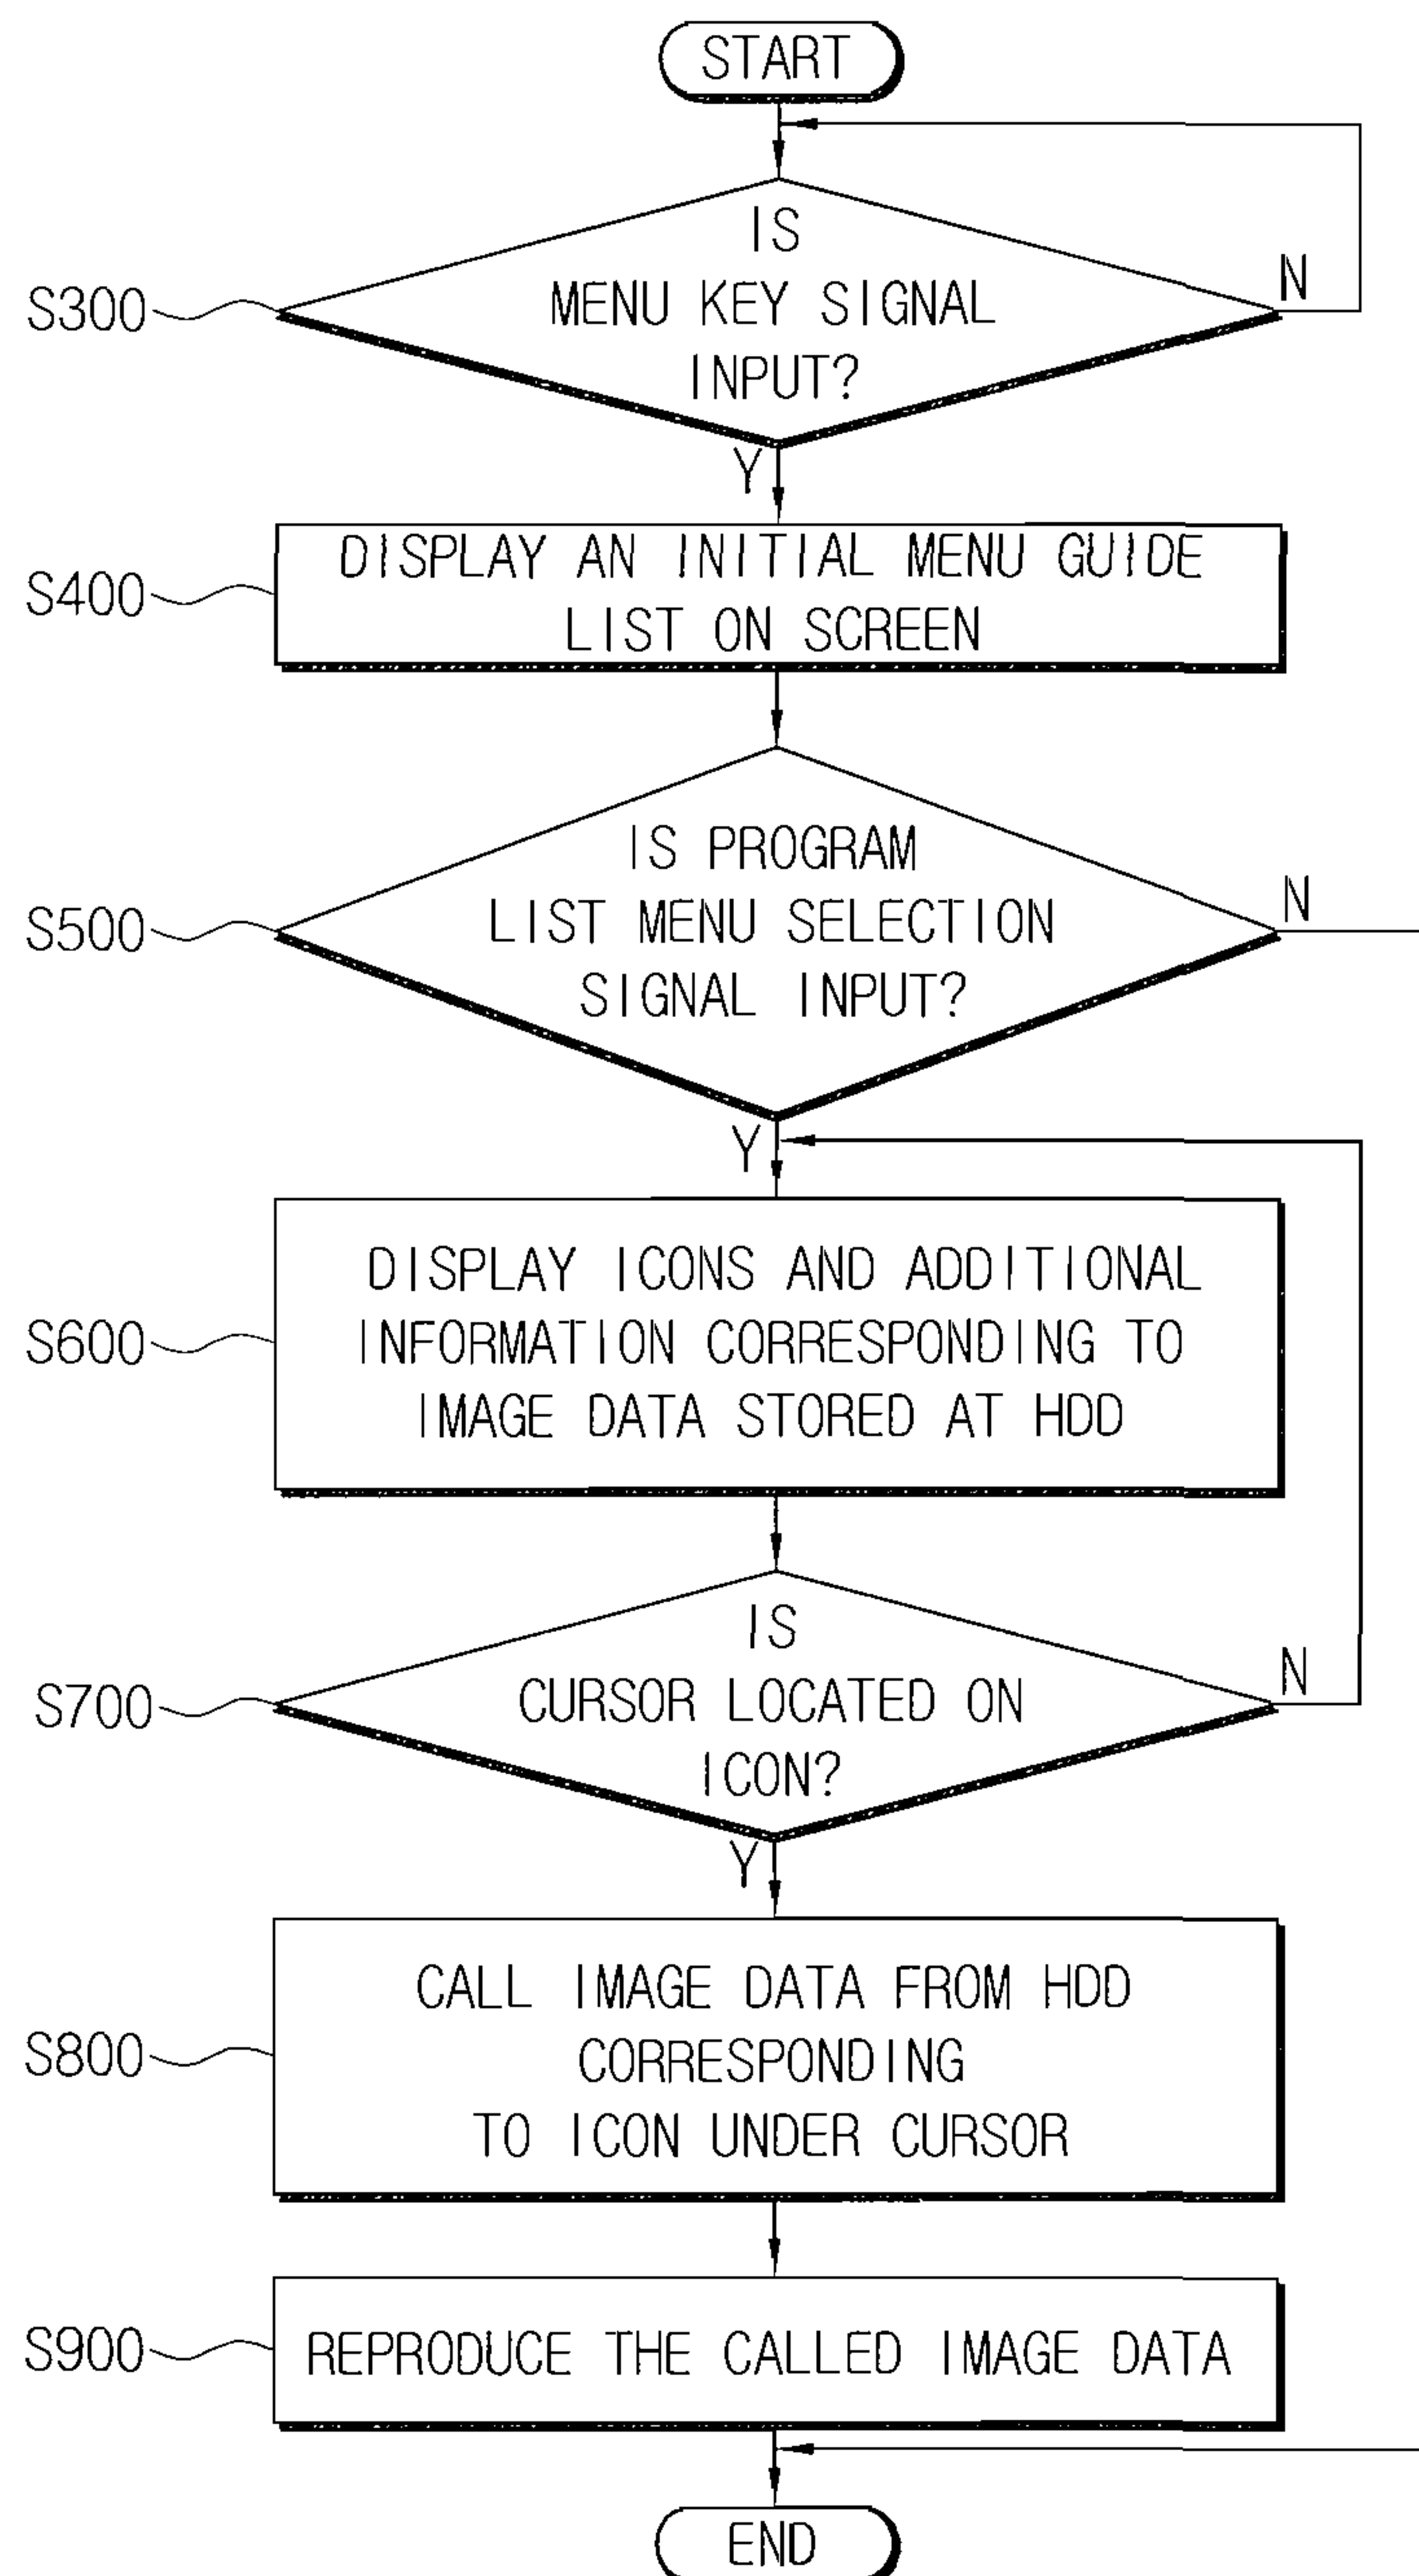 START
IS
MENU KEY SIGNAL
INPUT?
N
S300
Y
DISPLAY AN INITIAL MENU GUIDE
LIST ON SCREEN
S400
IS PROGRAM
LIST MENU SELECTION
SIGNAL INPUT?
N
S500
Y
DISPLAY ICONS AND ADDITIONAL
INFORMATION CORRESPONDING TO
IMAGE DATA STORED AT HDD
S600
IS
CURSOR LOCATED ON
ICON?
N
S700
Y
CALL IMAGE DATA FROM HDD
CORRESPONDING
TO ICON UNDER CURSOR
S800
REPRODUCE THE CALLED IMAGE DATA
S900
END